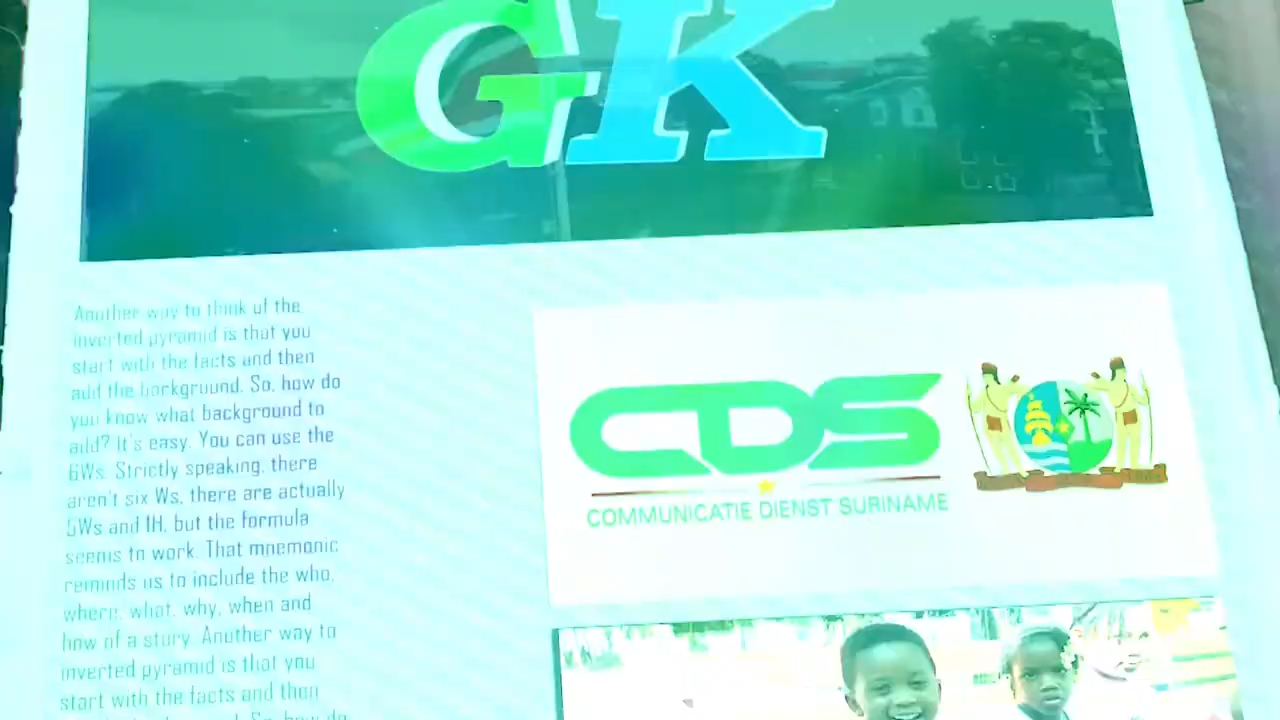 GK
Another way to think of the
inverted pyramid is that you
start with the facts and then
add the background. So, how do
you know what background to
add? It's easy. You can use the
6Ws. Strictly speaking, there
aren't six Ws, there are actually
5Ws and 1H, but the formula
seems to work. That mnemonic
reminds us to include the who,
where, what, why, when and
how of a story. Another way to
inverted pyramid is that you
start with the facts and then
So, how do
CDS
COMMUNICATIE DIENST SURINAME